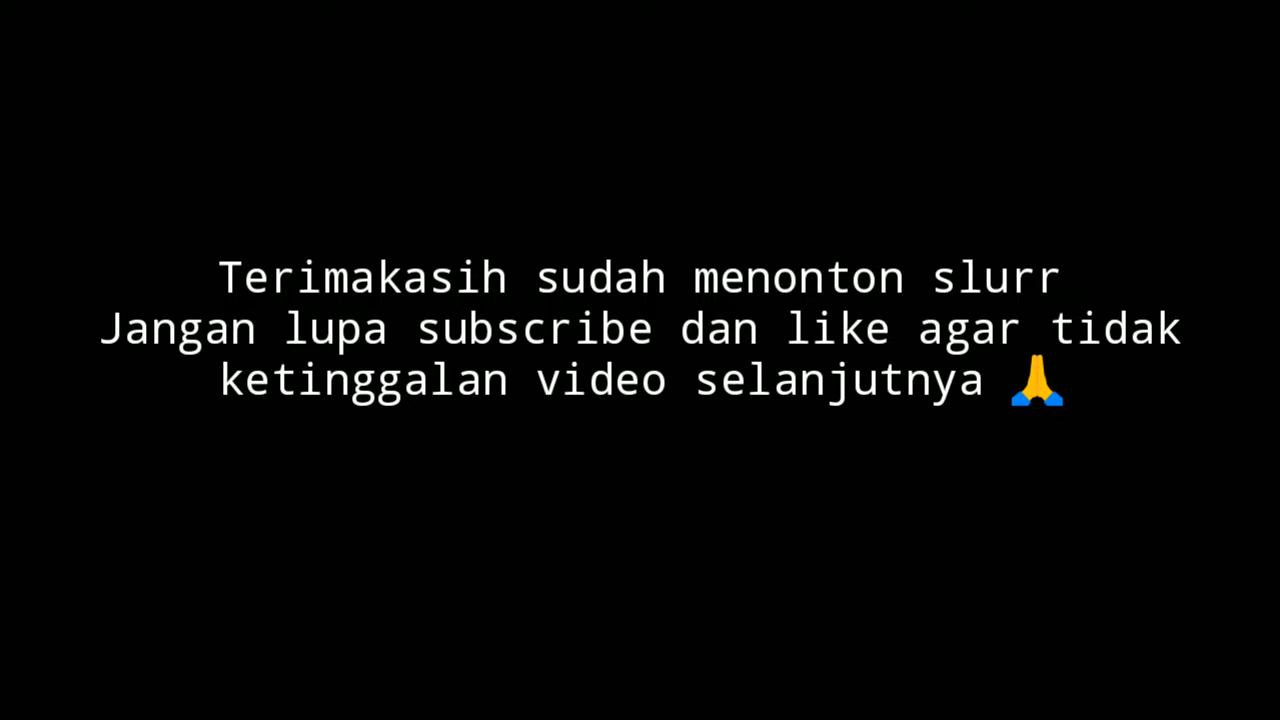 Terimakasih sudah menonton slurr
Jangan lupa subscribe dan like agar tidak
ketinggalan video selanjutnya 🙏